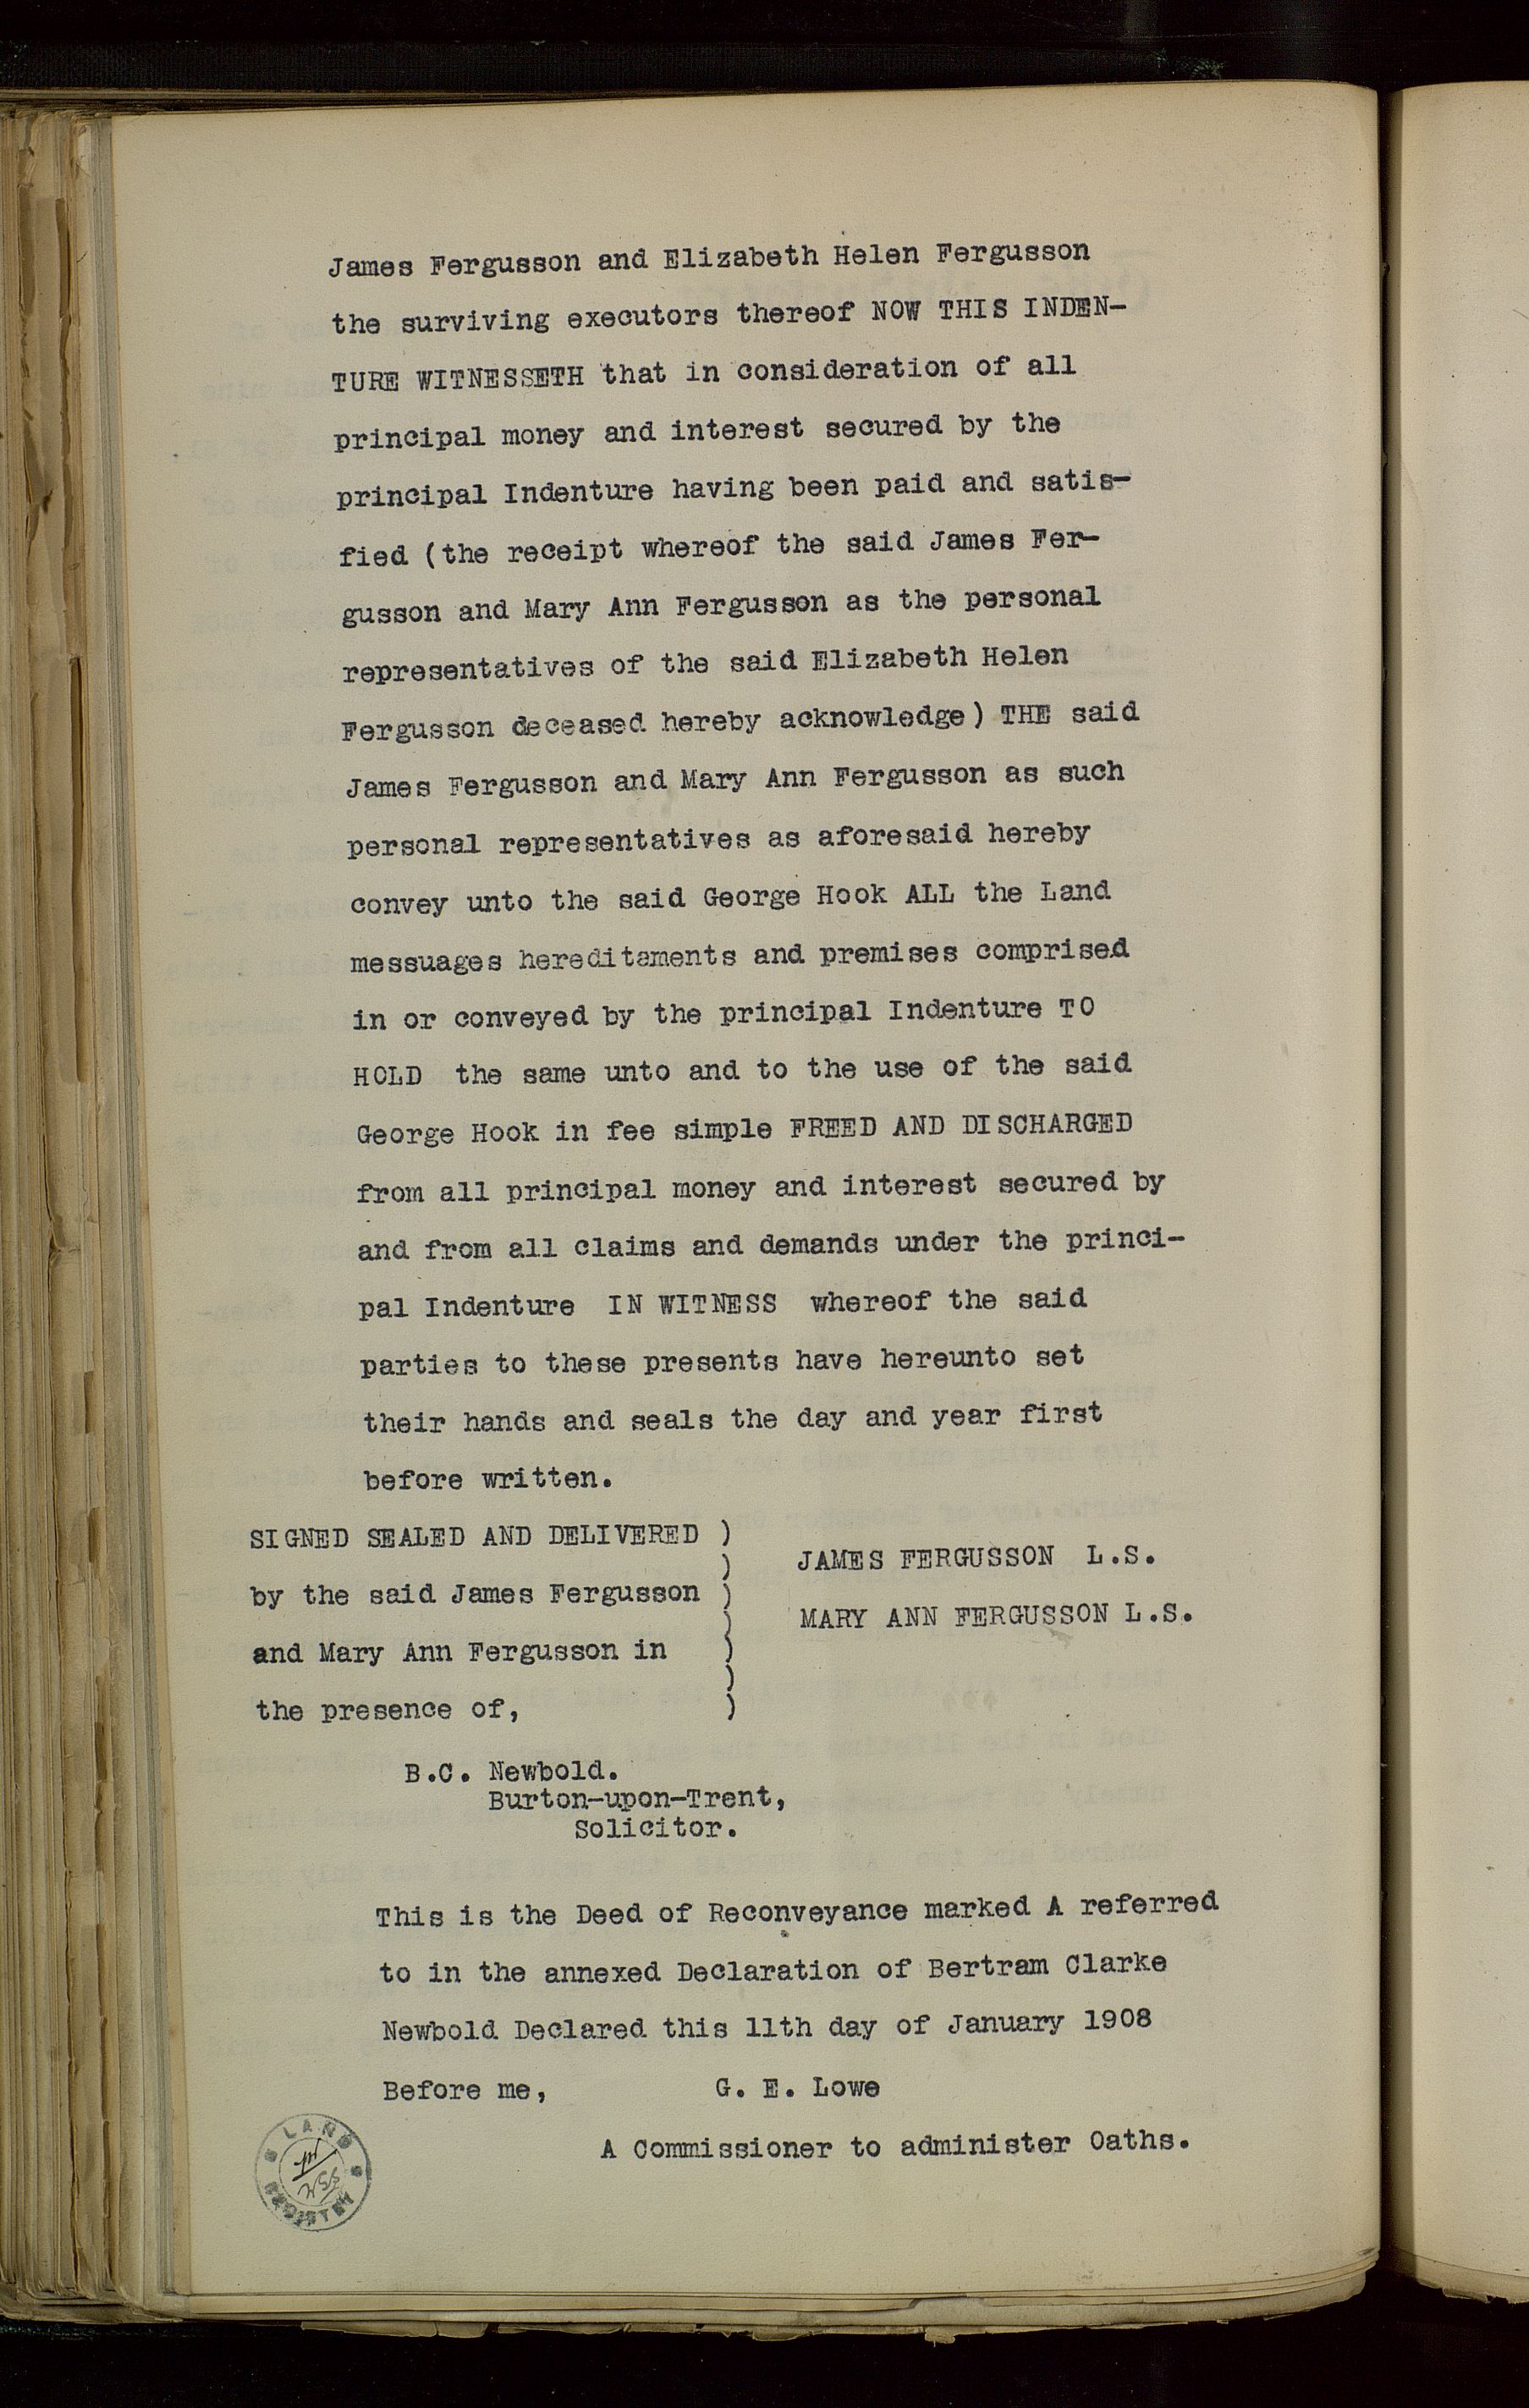 James Fergusson and Elizabeth Helen Fergusson
the surviving executors thereof NOW THIS INDEN-
TURE WITNESSETH that in consideration of all
principal money and interest secured by the
principal Indenture having been paid and satis-
fied (the receipt whereof the said James Fer-
gusson and Mary Ann Fergusson as the personal
representatives of the said Elizabeth Helen
Fergusson deceased hereby acknowledge) THE said
James Fergusson and Mary Ann Fergusson as such
personal representatives as aforesaid hereby
convey unto the said George Hook ALL the Land
messuages hereditaments and premises comprised
in or conveyed by the principal Indenture TO
HOLD the same unto and to the use of the said
George Hook in fee simple FREED AND DISCHARGED
from all principal money and interest secured by
and from all claims and demands under the princi-
pal Indenture IN WITNESS whereof the said
parties to these presents have hereunto set
their hands and seals the day and year first
before written.
SIGNED SEALED AND DELIVERED )
by the said James Fergusson )
and Mary Ann Fergusson in )
the presence of, )
JAMES FERGUSSON L.S.
MARY ANN FERGUSSON L.S.
B.C. Newbold.
Burton-upon-Trent,
Solicitor.
This is the Deed of Reconveyance marked A referred
to in the annexed Declaration of Bertram Clarke
Newbold Declared this 11th day of January 1908
Before me, G. E. Lowe
A Commissioner to administer Oaths.
LAND
REGISTRY